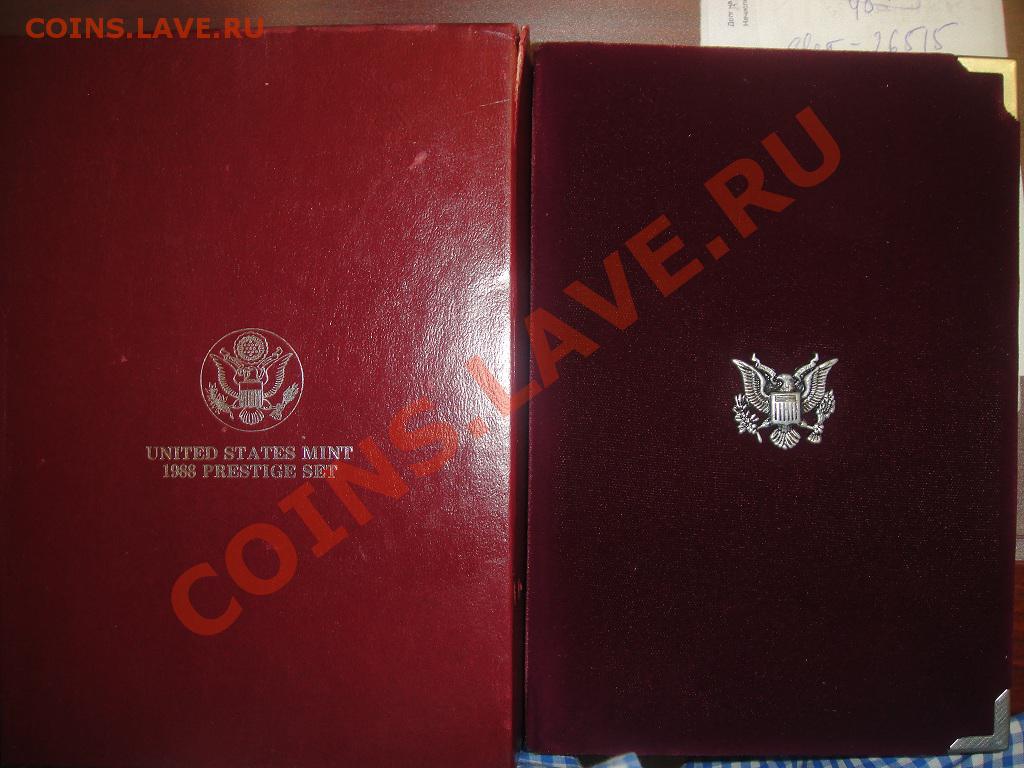 COINS.LAVE.RU
UNITED STATES MINT
1988 PRESTIGE SET
COINS.LAVE.RU